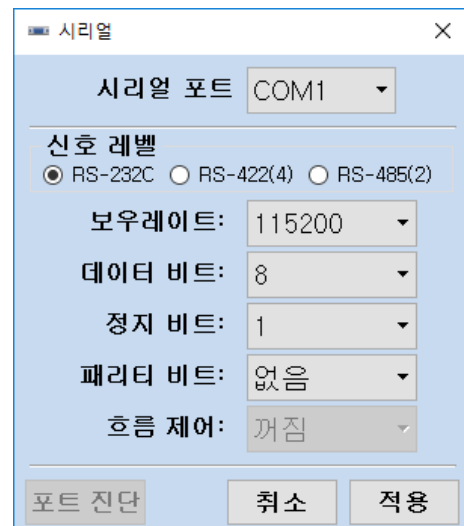 시리얼
시리얼 포트 COM1
신호 레벨
RS-232C RS-422(4) RS-485(2)
보우레이트: 115200
데이터 비트: 8
정지 비트: 1
패리티 비트: 없음
흐름 제어: 꺼짐
포트 진단 취소 적용